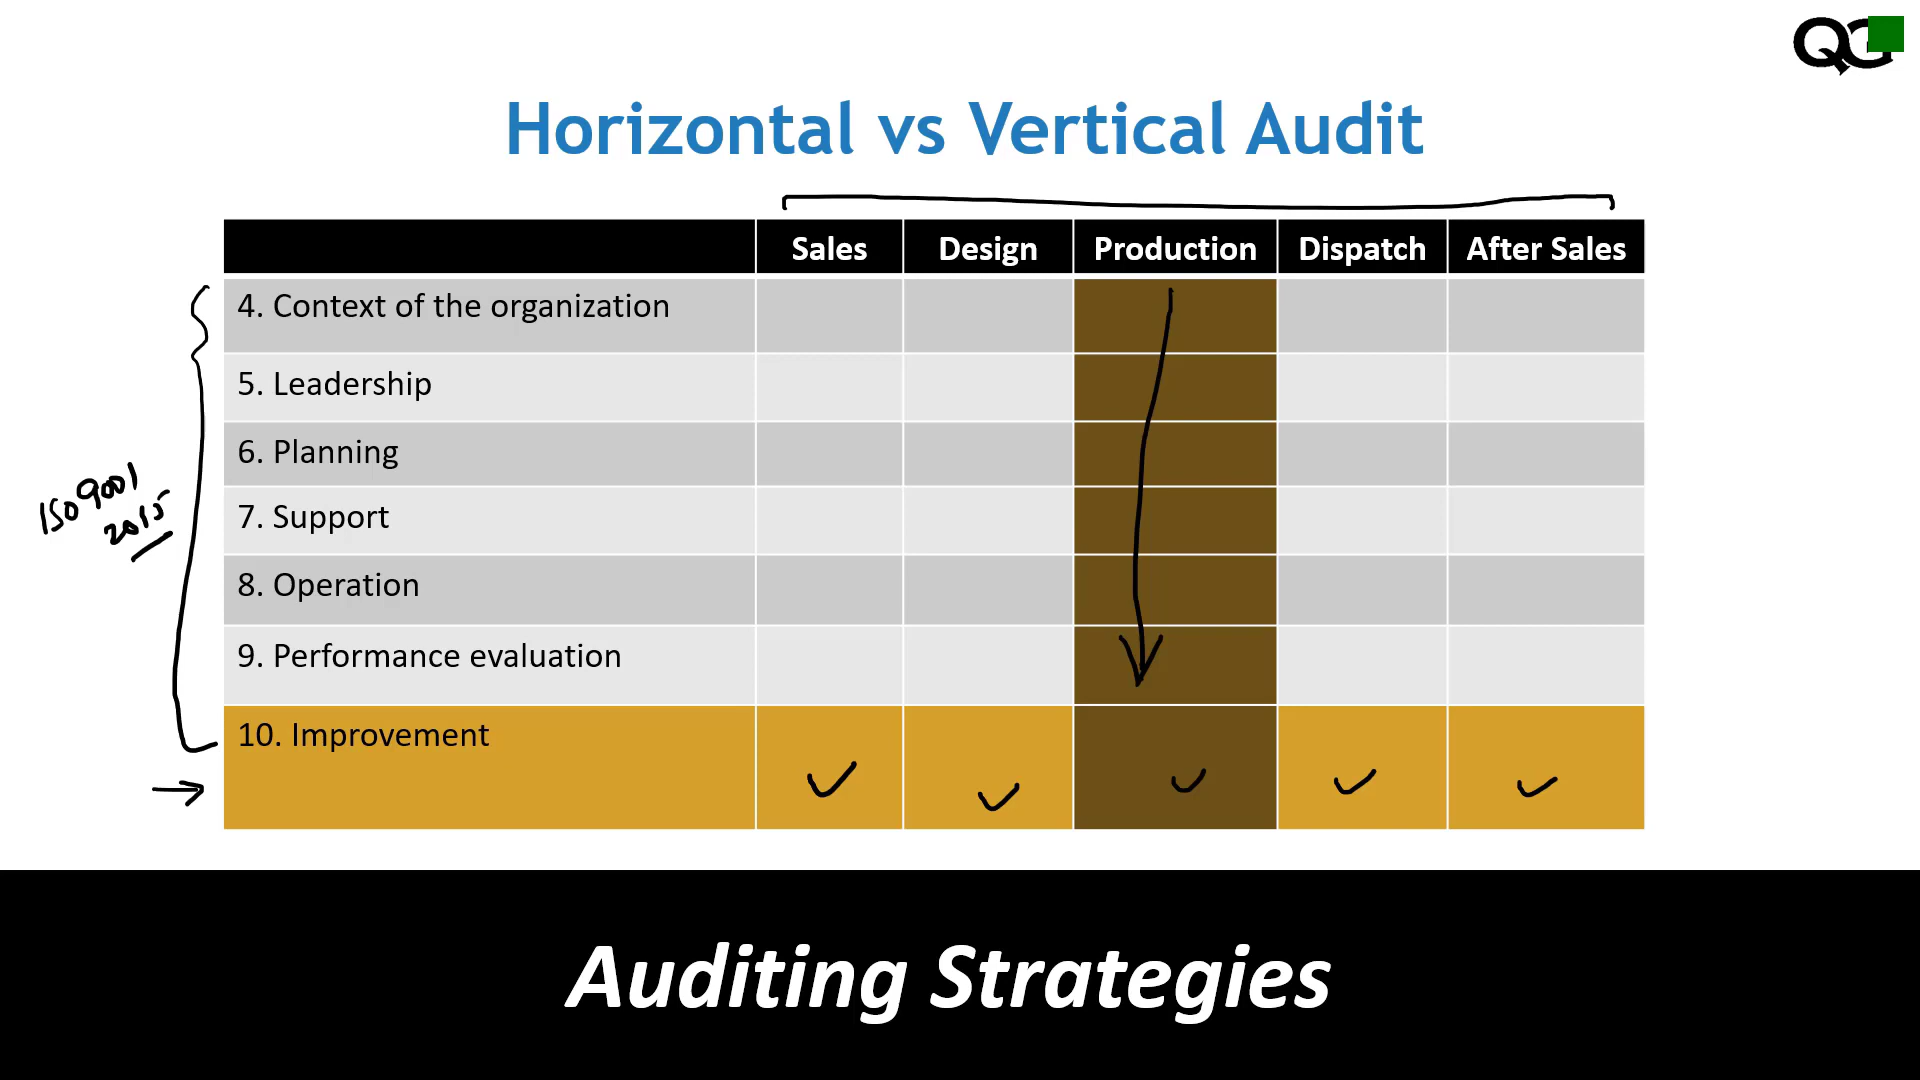 QG
Horizontal vs Vertical Audit
Sales Design Production Dispatch After Sales
4. Context of the organization
5. Leadership
6. Planning
7. Support
8. Operation
9. Performance evaluation
10. Improvement
ISO 9001
2015
Auditing Strategies